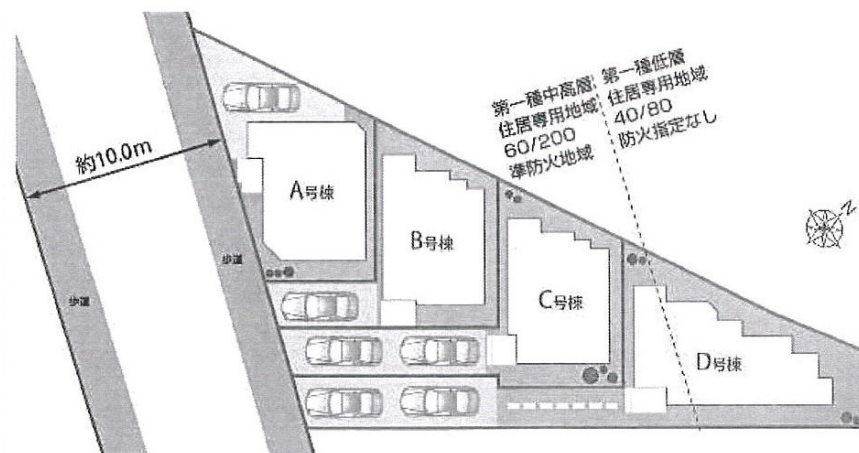 約10.0m
歩道
歩道
A号棟
B号棟
C号棟
D号棟
第一種中高層
住居専用地域
60/200
準防火地域
第一種低層
住居専用地域
40/80
防火指定なし
N